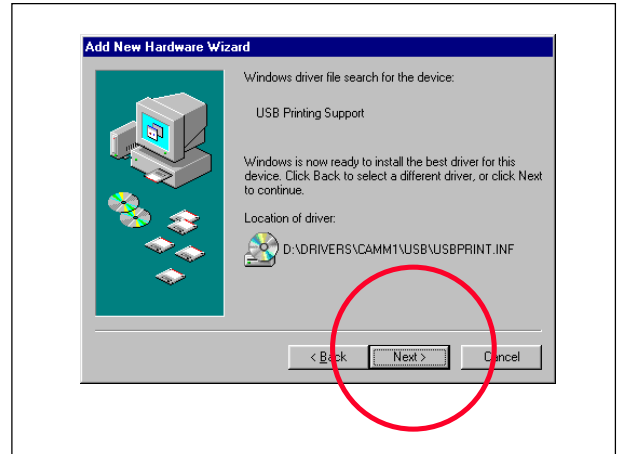 Add New Hardware Wizard
Windows driver file search for the device:
USB Printing Support
Windows is now ready to install the best driver for this
device. Click Back to select a different driver, or click Next
to continue.
Location of driver:
D:\DRIVERS\CAMM1\USB\USBPRINT.INF
< Back
Next >
Cancel